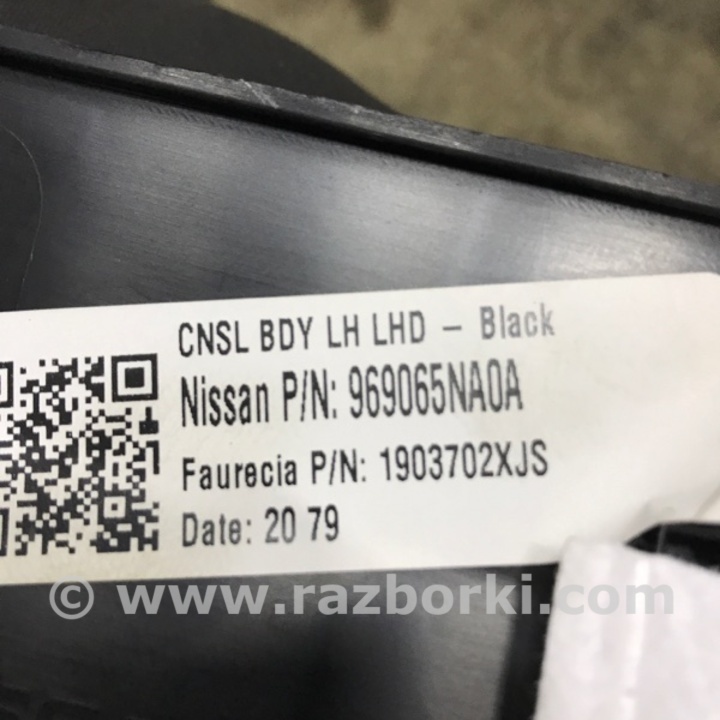 CNSL BDY LH LHD – Black
Nissan P/N: 969065NA0A
Faurecia P/N: 1903702XJS
Date: 20 79
© www.razborki.com